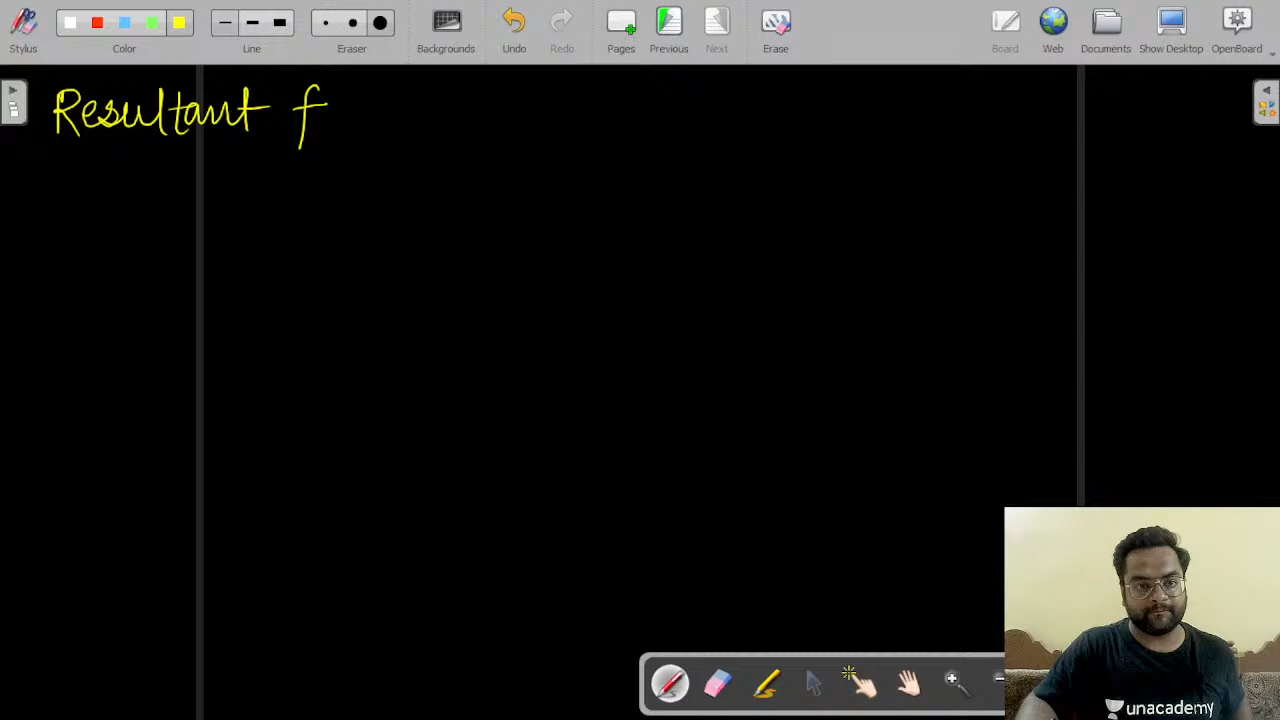 Stylus
Color
Line
Eraser
Backgrounds
Undo
Redo
Pages
Previous
Next
Erase
Board
Web
Documents
Show Desktop
OpenBoard
Resultant f
unacademy